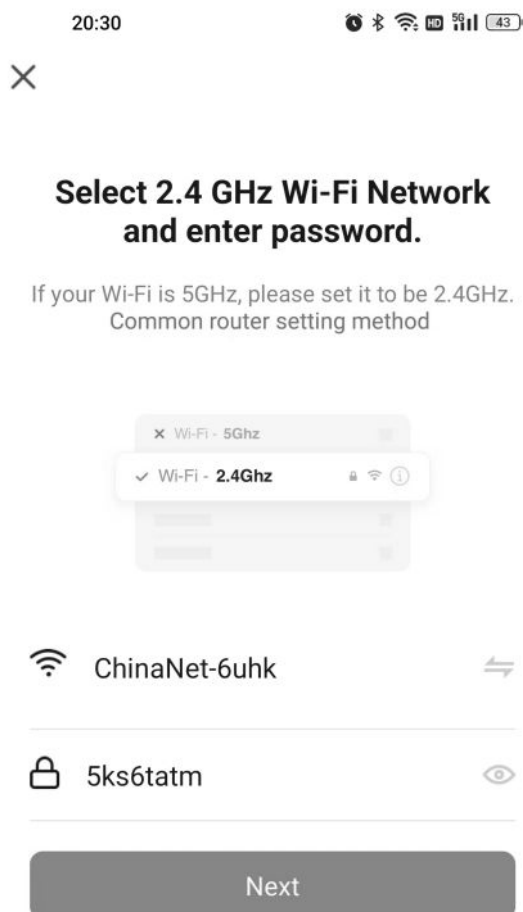 20:30
HD 5G 43
Select 2.4 GHz Wi-Fi Network
and enter password.
If your Wi-Fi is 5GHz, please set it to be 2.4GHz.
Common router setting method
Wi-Fi - 5Ghz
Wi-Fi - 2.4Ghz
ChinaNet-6uhk
5ks6tatm
Next